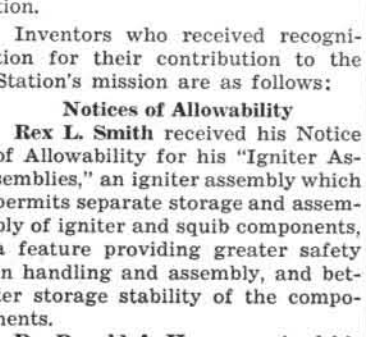 tion.
Inventors who received recogni-
tion for their contribution to the
Station's mission are as follows:
Notices of Allowability
Rex L. Smith received his Notice
of Allowability for his "Igniter As-
semblies," an igniter assembly which
permits separate storage and assem-
bly of igniter and squib components,
a feature providing greater safety
in handling and assembly, and bet-
ter storage stability of the compo-
nents.